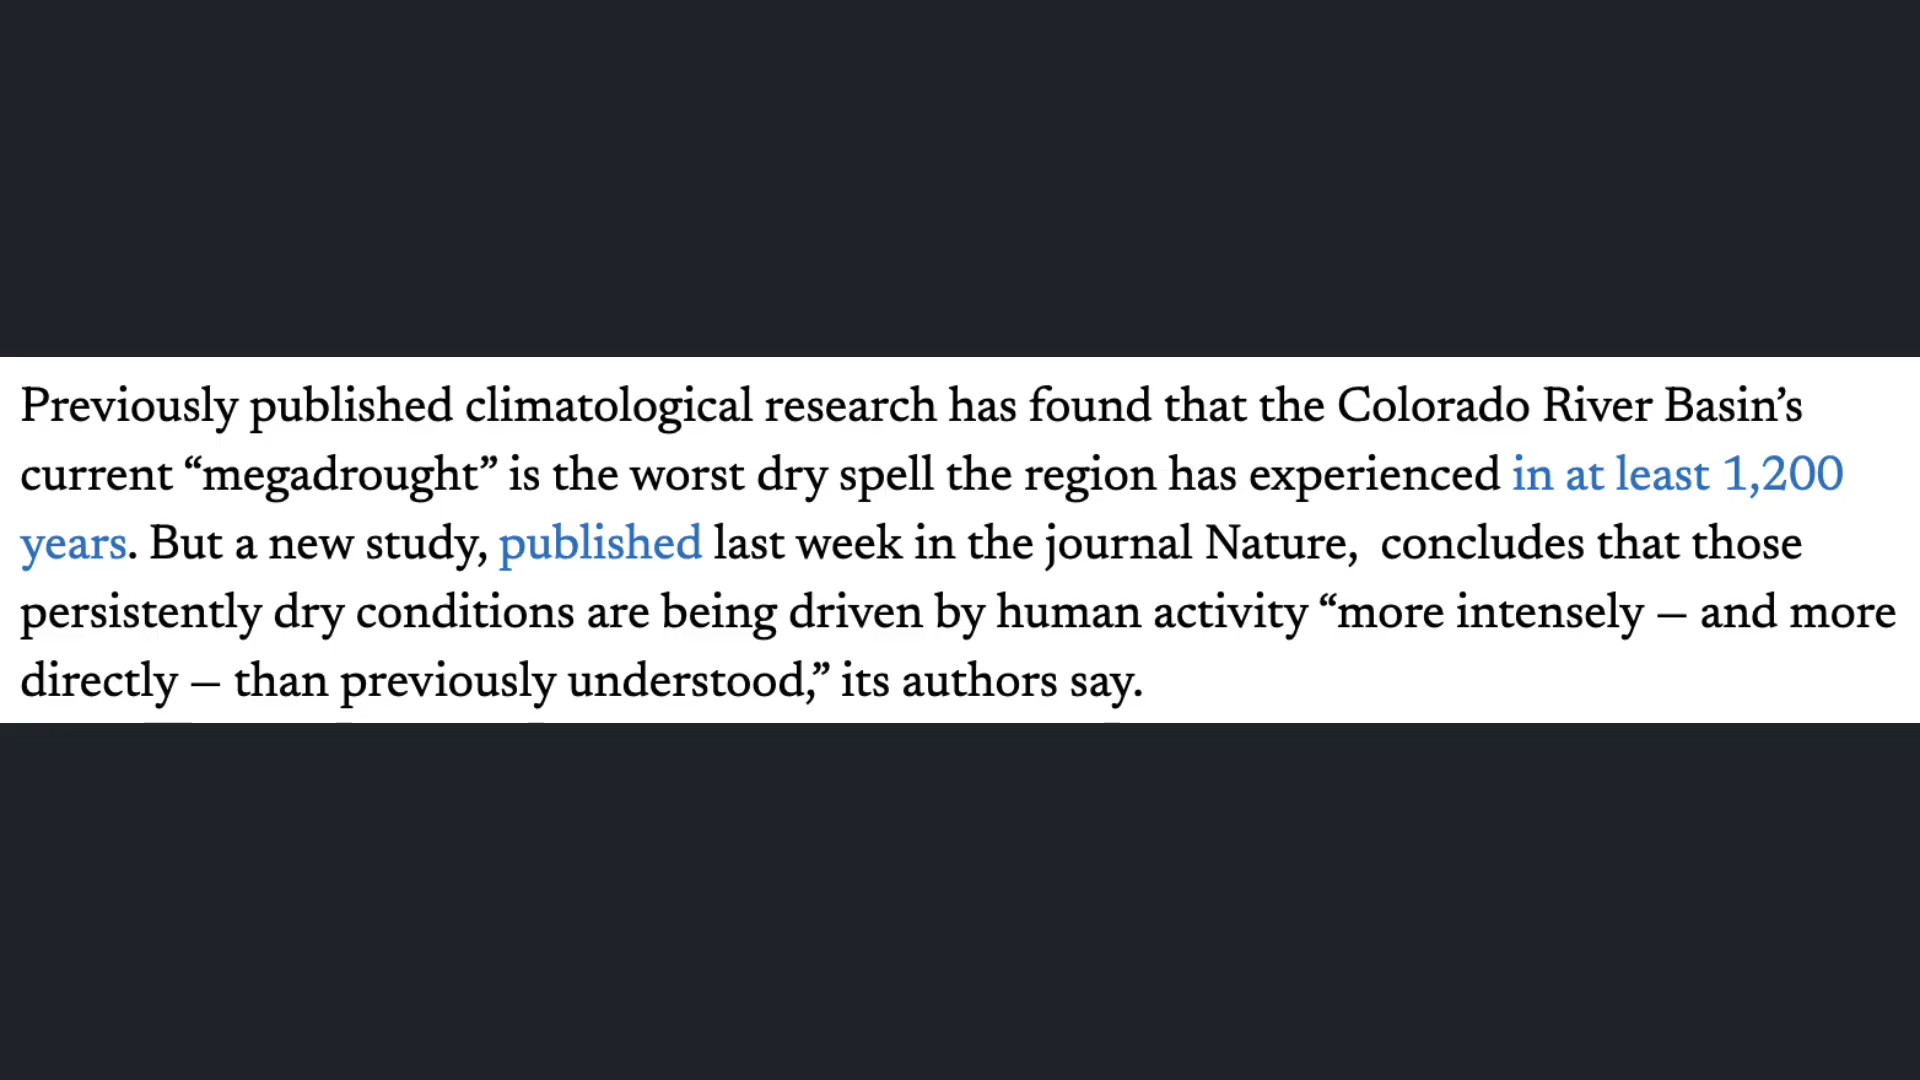 Previously published climatological research has found that the Colorado River Basin’s
current “megadrought” is the worst dry spell the region has experienced in at least 1,200
years. But a new study, published last week in the journal Nature,  concludes that those
persistently dry conditions are being driven by human activity “more intensely — and more
directly — than previously understood,” its authors say.